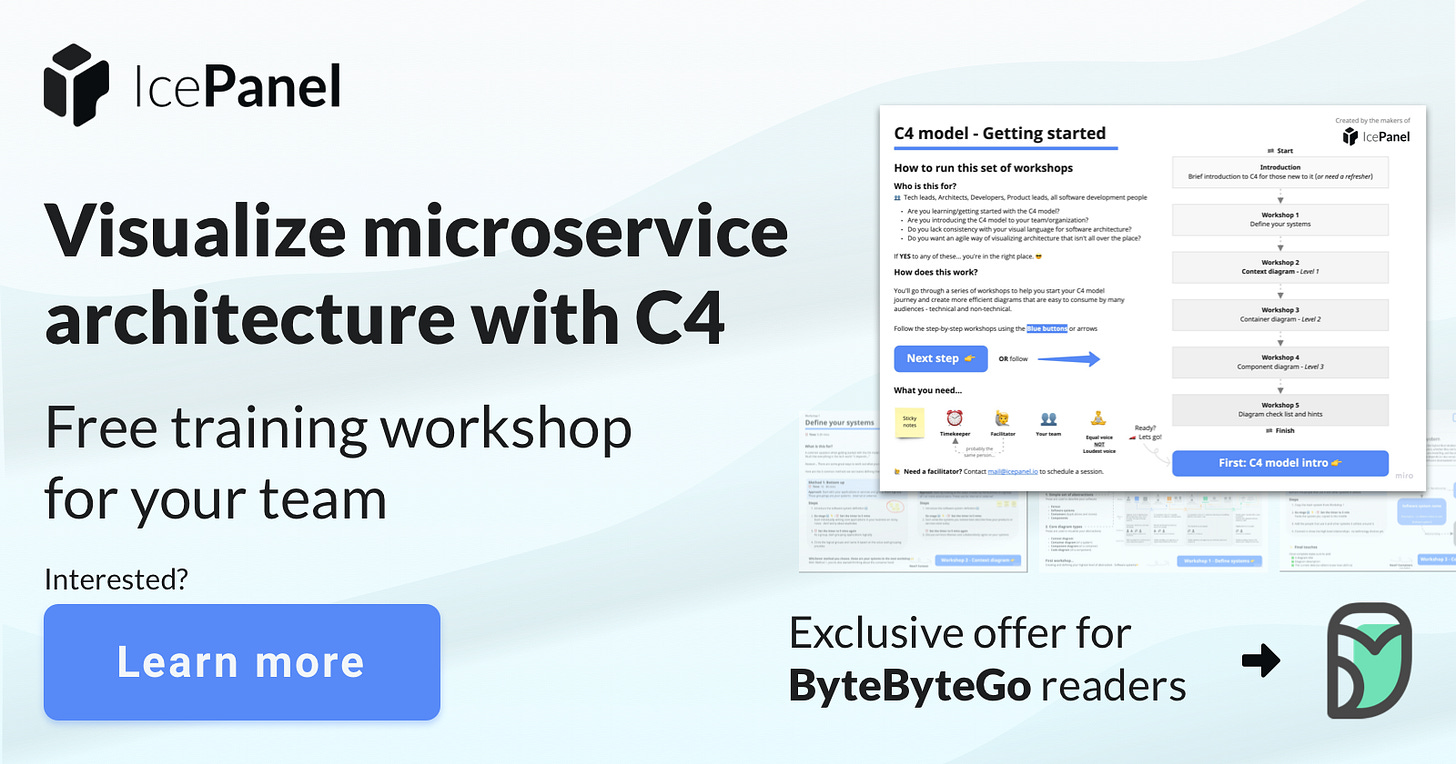 IcePanel
Visualize microservice
architecture with C4
Free training workshop
for your team
Interested?
Learn more
C4 model - Getting started
How to run this set of workshops
Who is this for?
👥 Tech leads, Architects, Developers, Product leads, all software development people
- Are you learning/getting started with the C4 model?
- Are you introducing the C4 model to your team/organization?
- Do you lack consistency with your visual language for software architecture?
- Do you want an agile way of visualizing architecture that isn't all over the place?
If YES to any of these... you're in the right place. 😎
How does this work?
You'll go through a series of workshops to help you start your C4 model
journey and create more efficient diagrams that are easy to consume by many
audiences - technical and non-technical.
Follow the step-by-step workshops using the Blue buttons or arrows
Next step 👉
OR follow
What you need...
Sticky
notes
Timekeeper
Facilitator
probably the
same person...
Your team
Equal voice
NOT
Loudest voice
Ready?
Lets go!
🙋 Need a facilitator? Contact mail@icepanel.io to schedule a session.
Created by the makers of
IcePanel
🏁 Start
Introduction
Brief introduction to C4 for those new to it (or need a refresher)
Workshop 1
Define your systems
Workshop 2
Context diagram - Level 1
Workshop 3
Container diagram - Level 2
Workshop 4
Component diagram - Level 3
Workshop 5
Diagram check list and hints
🏁 Finish
First: C4 model intro 👉
miro
Define your systems
Workshop 2 - Context diagram 👉
Workshop 1 - Define systems 👉
Exclusive offer for
ByteByteGo readers